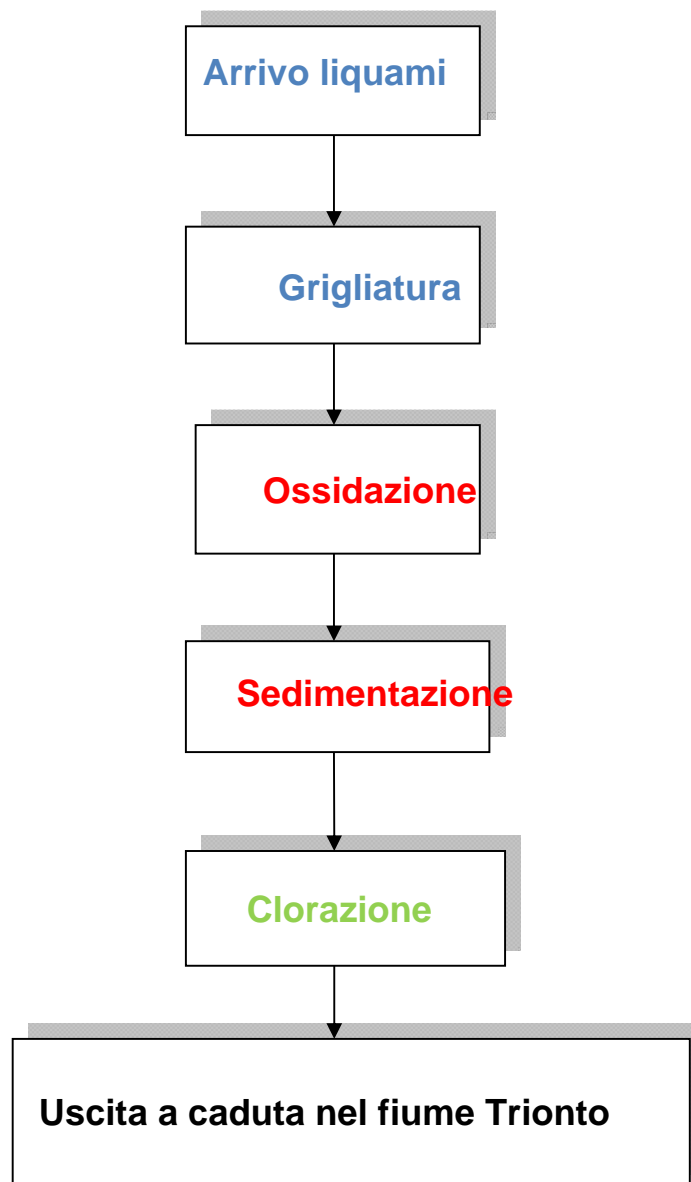 Arrivo liquami
Grigliatura
Ossidazione
Sedimentazione
Clorazione
Uscita a caduta nel fiume Trionto